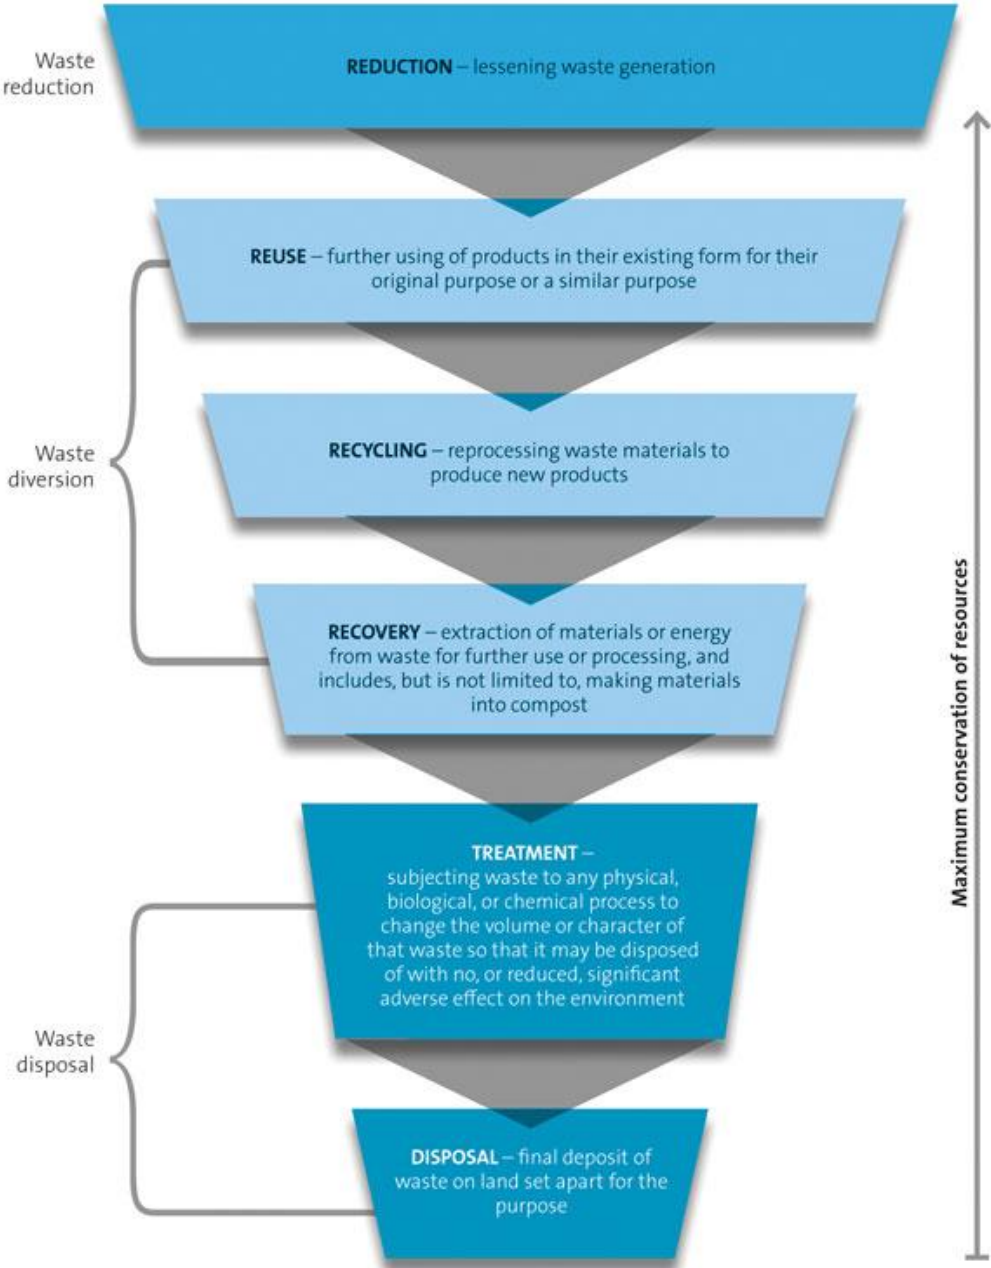 Waste
reduction
REDUCTION – lessening waste generation
REUSE – further using of products in their existing form for their
original purpose or a similar purpose
Waste
diversion
RECYCLING – reprocessing waste materials to
produce new products
RECOVERY – extraction of materials or energy
from waste for further use or processing, and
includes, but is not limited to, making materials
into compost
TREATMENT –
subjecting waste to any physical,
biological, or chemical process to
change the volume or character of
that waste so that it may be disposed
of with no, or reduced, significant
adverse effect on the environment
Waste
disposal
DISPOSAL – final deposit of
waste on land set apart for the
purpose
Maximum conservation of resources